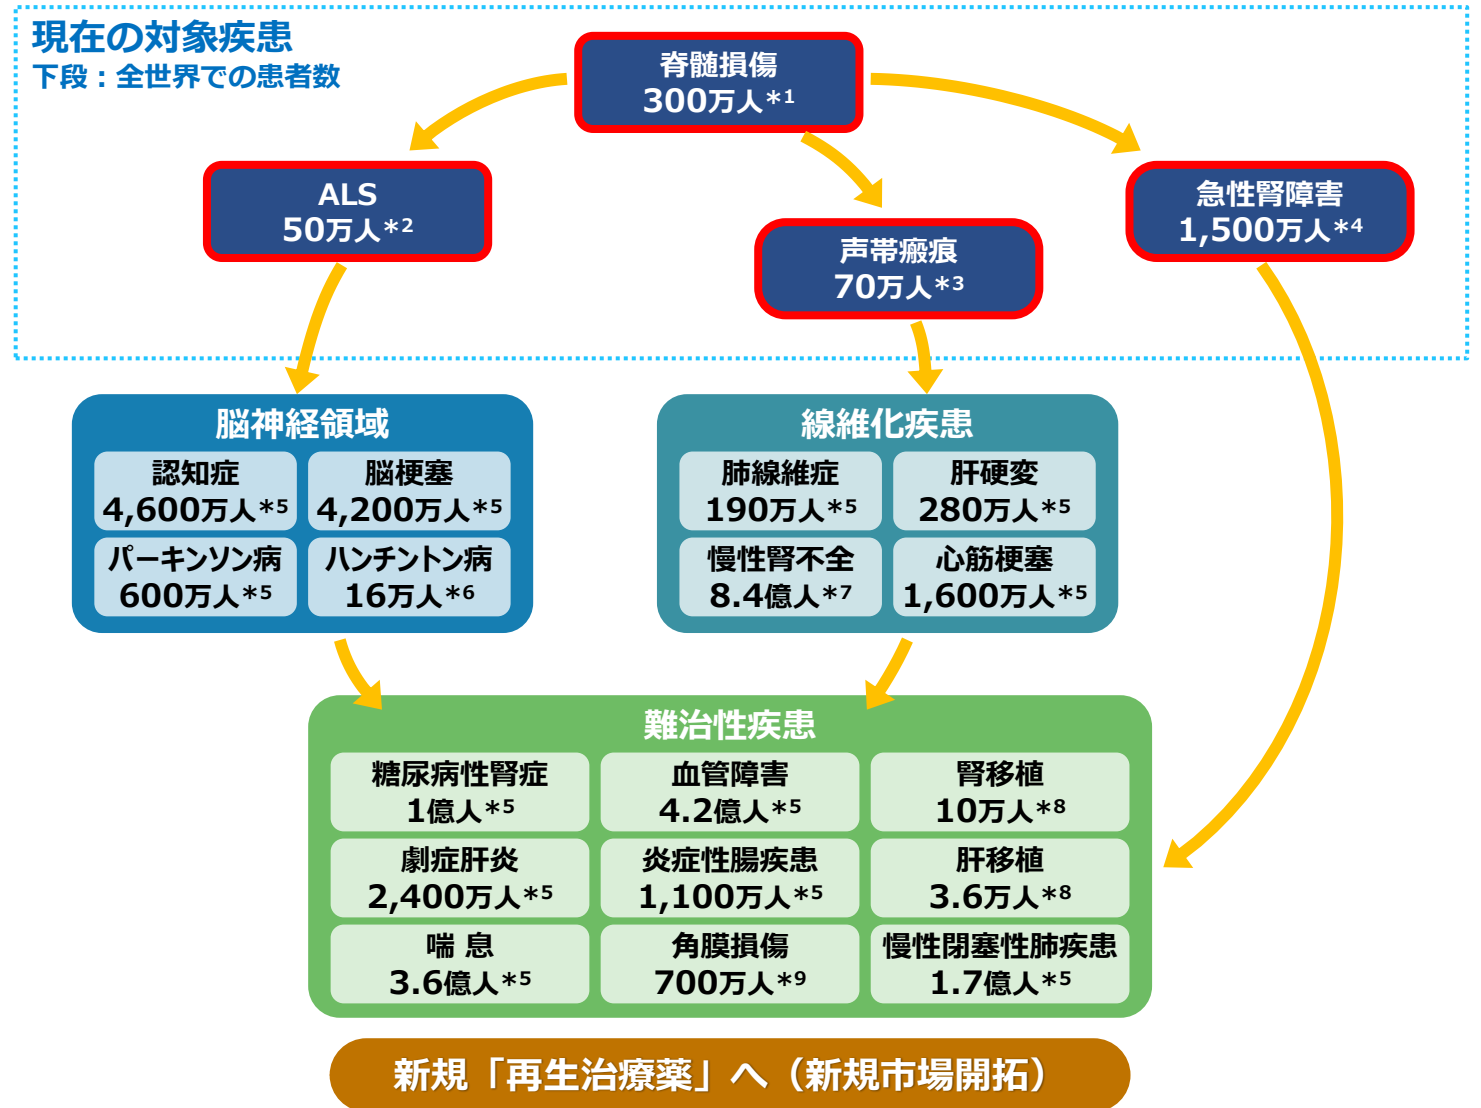 現在の対象疾患
下段：全世界での患者数
脊髄損傷
300万人*1
ALS
50万人*2
声帯瘢痕
70万人*3
急性腎障害
1,500万人*4
脳神経領域
認知症
4,600万人*5
脳梗塞
4,200万人*5
パーキンソン病
600万人*5
ハンチントン病
16万人*6
線維化疾患
肺線維症
190万人*5
肝硬変
280万人*5
慢性腎不全
8.4億人*7
心筋梗塞
1,600万人*5
難治性疾患
糖尿病性腎症
1億人*5
血管障害
4.2億人*5
腎移植
10万人*8
劇症肝炎
2,400万人*5
炎症性腸疾患
1,100万人*5
肝移植
3.6万人*8
喘 息
3.6億人*5
角膜損傷
700万人*9
慢性閉塞性肺疾患
1.7億人*5
新規「再生治療薬」へ（新規市場開拓）